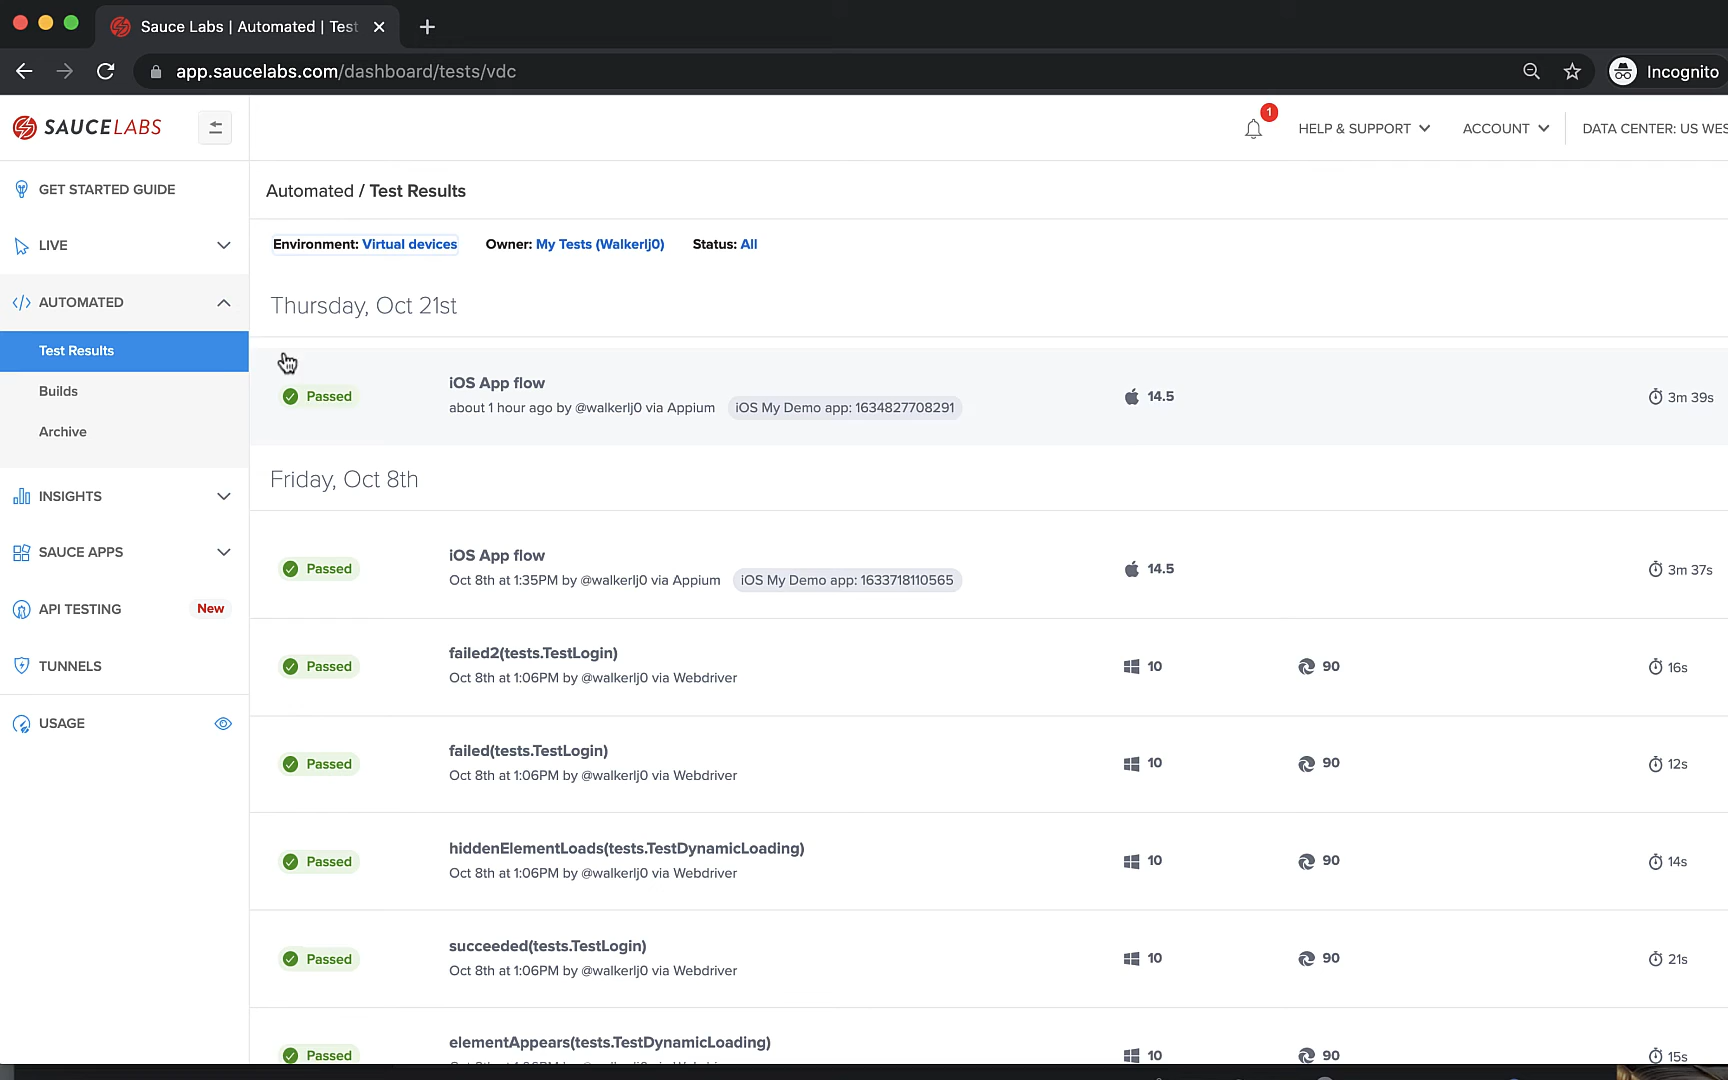 Sauce Labs | Automated | Test
app.saucelabs.com/dashboard/tests/vdc
Incognito
SAUCELABS
1
HELP & SUPPORT
ACCOUNT
DATA CENTER: US WES
GET STARTED GUIDE
LIVE
AUTOMATED
Test Results
Builds
Archive
INSIGHTS
SAUCE APPS
API TESTING New
TUNNELS
USAGE
Automated / Test Results
Environment: Virtual devices Owner: My Tests (Walkerlj0) Status: All
Thursday, Oct 21st
Passed
iOS App flow
about 1 hour ago by @walkerlj0 via Appium iOS My Demo app: 1634827708291
14.5
3m 39s
Friday, Oct 8th
Passed
iOS App flow
Oct 8th at 1:35PM by @walkerlj0 via Appium iOS My Demo app: 1633718110565
14.5
3m 37s
Passed
failed2(tests.TestLogin)
Oct 8th at 1:06PM by @walkerlj0 via Webdriver
10
90
16s
Passed
failed(tests.TestLogin)
Oct 8th at 1:06PM by @walkerlj0 via Webdriver
10
90
12s
Passed
hiddenElementLoads(tests.TestDynamicLoading)
Oct 8th at 1:06PM by @walkerlj0 via Webdriver
10
90
14s
Passed
succeeded(tests.TestLogin)
Oct 8th at 1:06PM by @walkerlj0 via Webdriver
10
90
21s
Passed
elementAppears(tests.TestDynamicLoading)
10
90
15s